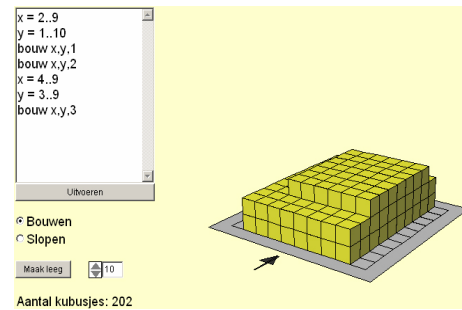 x = 2..9
y = 1..10
bouw x,y,1
bouw x,y,2
x = 4..9
y = 3..9
bouw x,y,3
Uitvoeren
Bouwen
Slopen
Maak leeg 10
Aantal kubusjes: 202